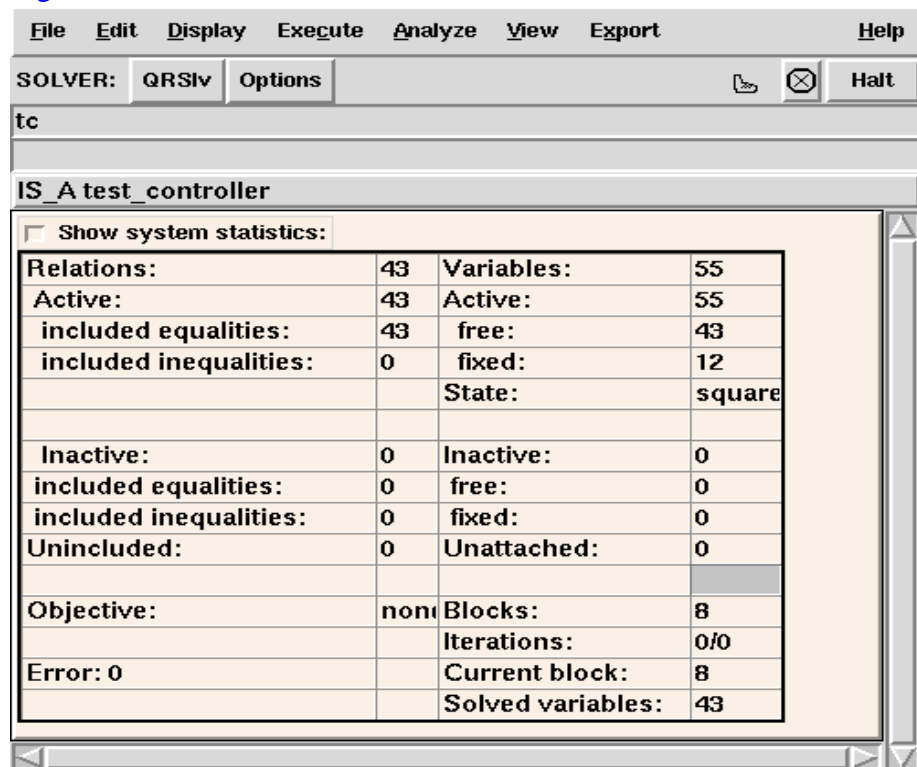 File Edit Display Execute Analyze View Export Help
SOLVER: QRSlv Options Halt
tc
IS_A test_controller
Show system statistics:
Relations: 43 Variables: 55
Active: 43 Active: 55
included equalities: 43 free: 43
included inequalities: 0 fixed: 12
State: square
Inactive: 0 Inactive: 0
included equalities: 0 free: 0
included inequalities: 0 fixed: 0
Unincluded: 0 Unattached: 0
Objective: Blocks: 8
Iterations: 0/0
Error: 0 Current block: 8
Solved variables: 43